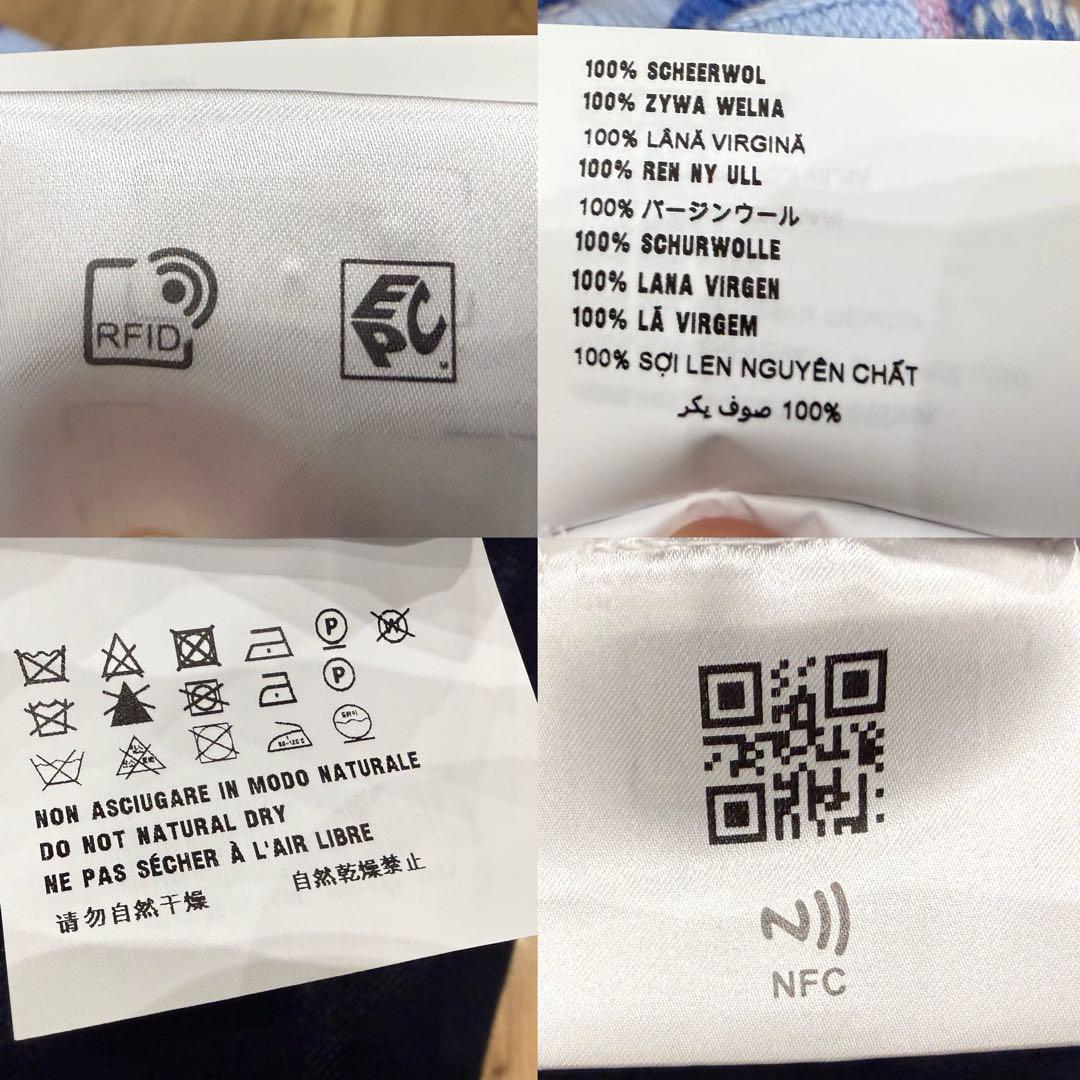 RFID
EPC
100% SCHEERWOL
100% ZYWA WELNA
100% LÂNĂ VIRGINĂ
100% REN NY ULL
100% バージンウール
100% SCHURWOLLE
100% LANA VIRGEN
100% LÃ VIRGEM
100% SỢI LEN NGUYÊN CHẤT
100% صوف بكر
P W
P
NON ASCIUGARE IN MODO NATURALE
DO NOT NATURAL DRY
NE PAS SÉCHER À L'AIR LIBRE
自然乾燥禁止
请勿自然干燥
NFC